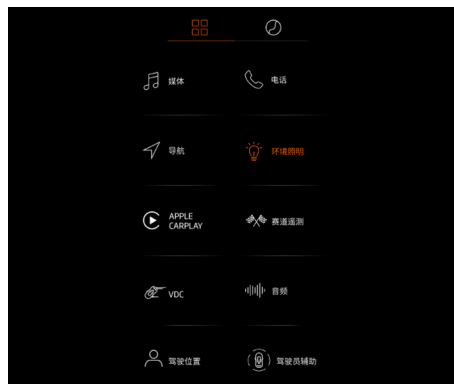 媒体
电话
导航
环境照明
APPLE
CARPLAY
赛道遥测
VDC
音频
驾驶位置
驾驶员辅助